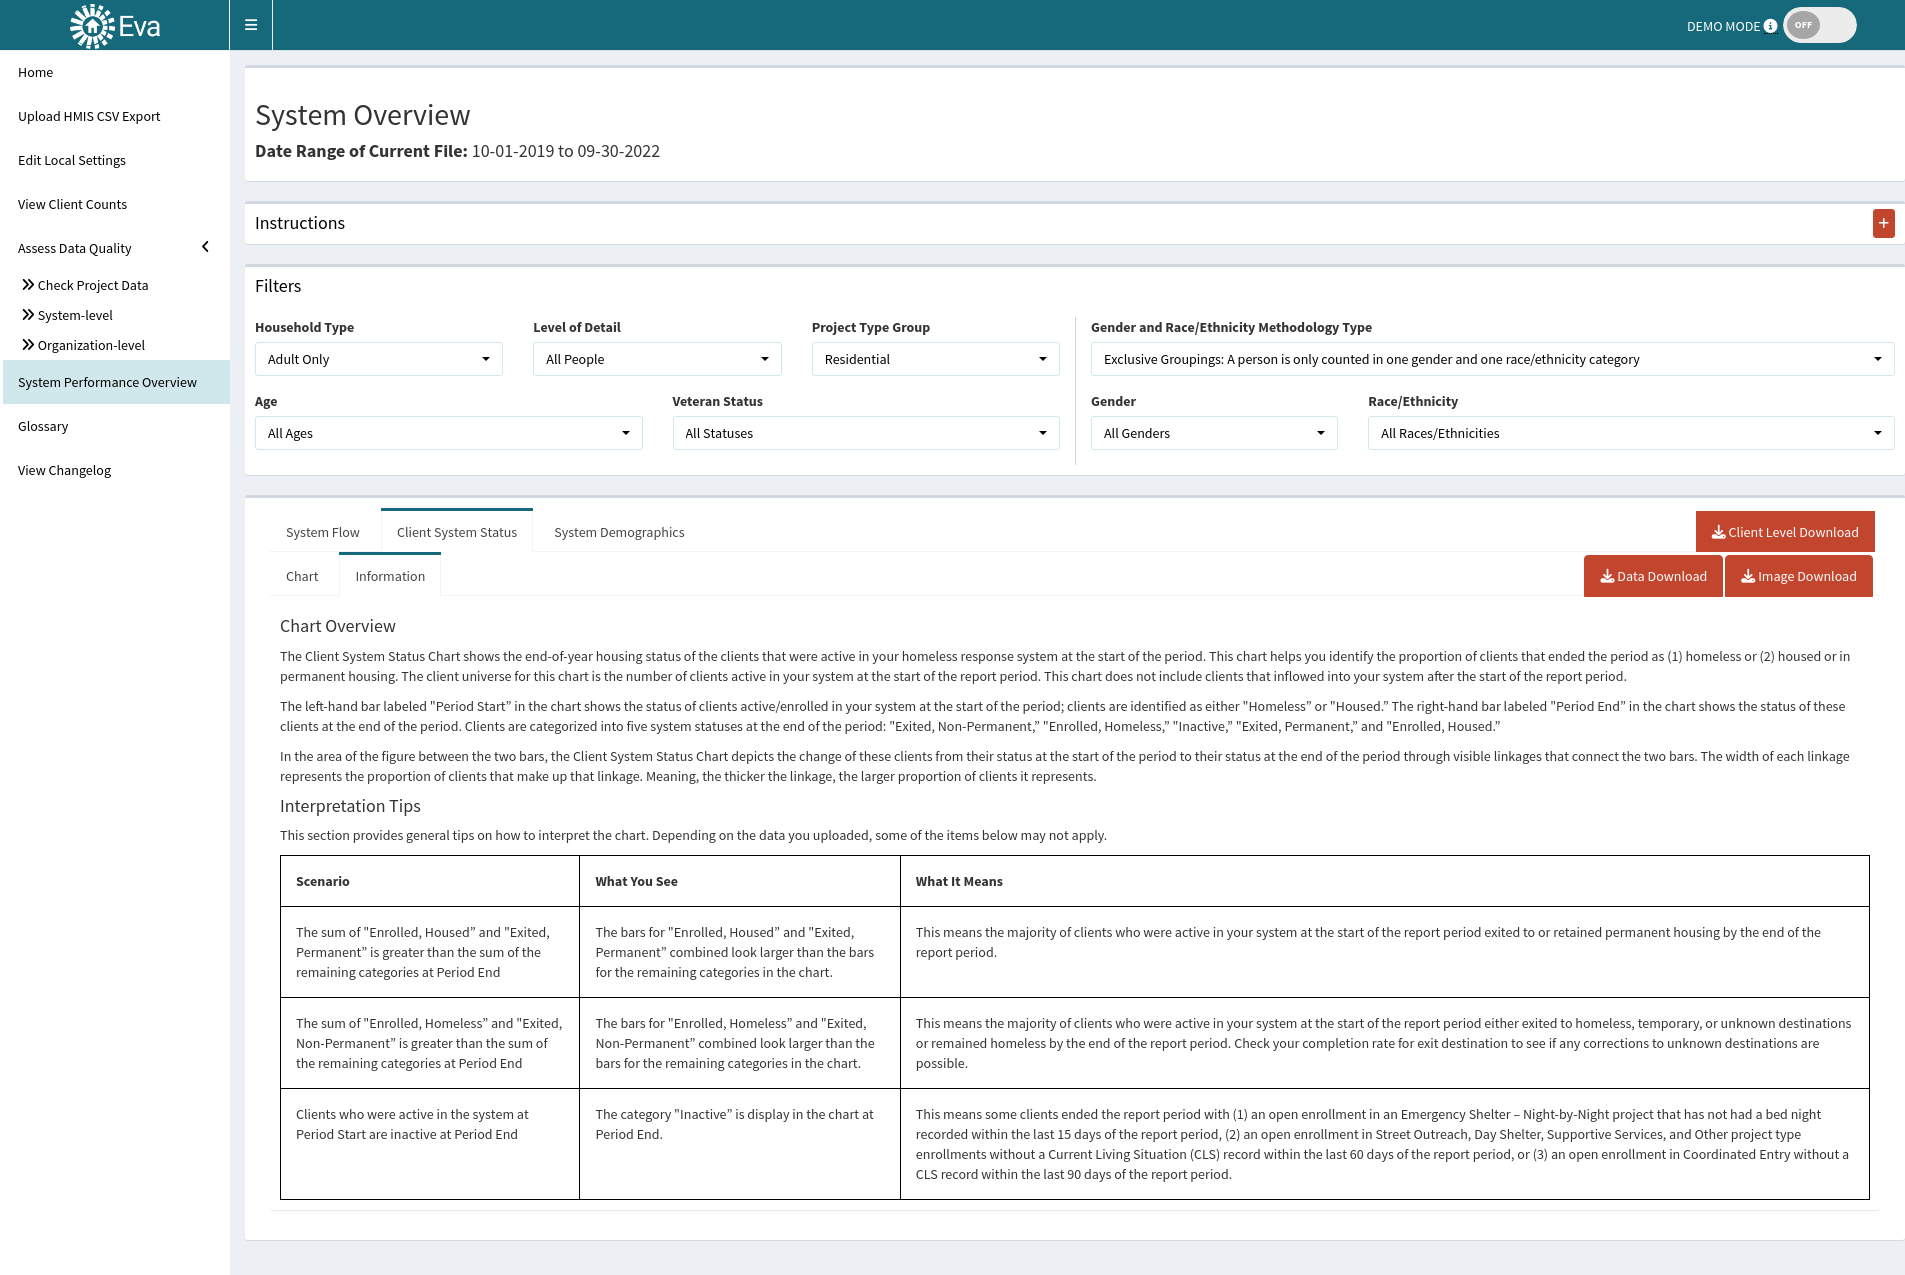 Eva
DEMO MODE
OFF
Home
Upload HMIS CSV Export
Edit Local Settings
View Client Counts
Assess Data Quality
Check Project Data
System-level
Organization-level
System Performance Overview
Glossary
View Changelog
System Overview
Date Range of Current File: 10-01-2019 to 09-30-2022
Instructions
+
Filters
Household Type
Adult Only
Level of Detail
All People
Project Type Group
Residential
Gender and Race/Ethnicity Methodology Type
Exclusive Groupings: A person is only counted in one gender and one race/ethnicity category
Age
All Ages
Veteran Status
All Statuses
Gender
All Genders
Race/Ethnicity
All Races/Ethnicities
System Flow
Client System Status
System Demographics
Client Level Download
Chart
Information
Data Download
Image Download
Chart Overview
The Client System Status Chart shows the end-of-year housing status of the clients that were active in your homeless response system at the start of the period. This chart helps you identify the proportion of clients that ended the period as (1) homeless or (2) housed or in
permanent housing. The client universe for this chart is the number of clients active in your system at the start of the report period. This chart does not include clients that inflowed into your system after the start of the report period.
The left-hand bar labeled "Period Start” in the chart shows the status of clients active/enrolled in your system at the start of the period; clients are identified as either "Homeless” or "Housed.” The right-hand bar labeled "Period End” in the chart shows the status of these
clients at the end of the period. Clients are categorized into five system statuses at the end of the period: "Exited, Non-Permanent,” "Enrolled, Homeless,” "Inactive,” "Exited, Permanent,” and "Enrolled, Housed.”
In the area of the figure between the two bars, the Client System Status Chart depicts the change of these clients from their status at the start of the period to their status at the end of the period through visible linkages that connect the two bars. The width of each linkage
represents the proportion of clients that make up that linkage. Meaning, the thicker the linkage, the larger proportion of clients it represents.
Interpretation Tips
This section provides general tips on how to interpret the chart. Depending on the data you uploaded, some of the items below may not apply.
Scenario
What You See
What It Means
The sum of "Enrolled, Housed” and "Exited,
Permanent” is greater than the sum of the
remaining categories at Period End
The bars for "Enrolled, Housed” and "Exited,
Permanent” combined look larger than the bars
for the remaining categories in the chart.
This means the majority of clients who were active in your system at the start of the report period exited to or retained permanent housing by the end of the
report period.
The sum of "Enrolled, Homeless” and "Exited,
Non-Permanent” is greater than the sum of
the remaining categories at Period End
The bars for "Enrolled, Homeless” and "Exited,
Non-Permanent” combined look larger than the
bars for the remaining categories in the chart.
This means the majority of clients who were active in your system at the start of the report period either exited to homeless, temporary, or unknown destinations
or remained homeless by the end of the report period. Check your completion rate for exit destination to see if any corrections to unknown destinations are
possible.
Clients who were active in the system at
Period Start are inactive at Period End
The category "Inactive” is display in the chart at
Period End.
This means some clients ended the report period with (1) an open enrollment in an Emergency Shelter – Night-by-Night project that has not had a bed night
recorded within the last 15 days of the report period, (2) an open enrollment in Street Outreach, Day Shelter, Supportive Services, and Other project type
enrollments without a Current Living Situation (CLS) record within the last 60 days of the report period, or (3) an open enrollment in Coordinated Entry without a
CLS record within the last 90 days of the report period.